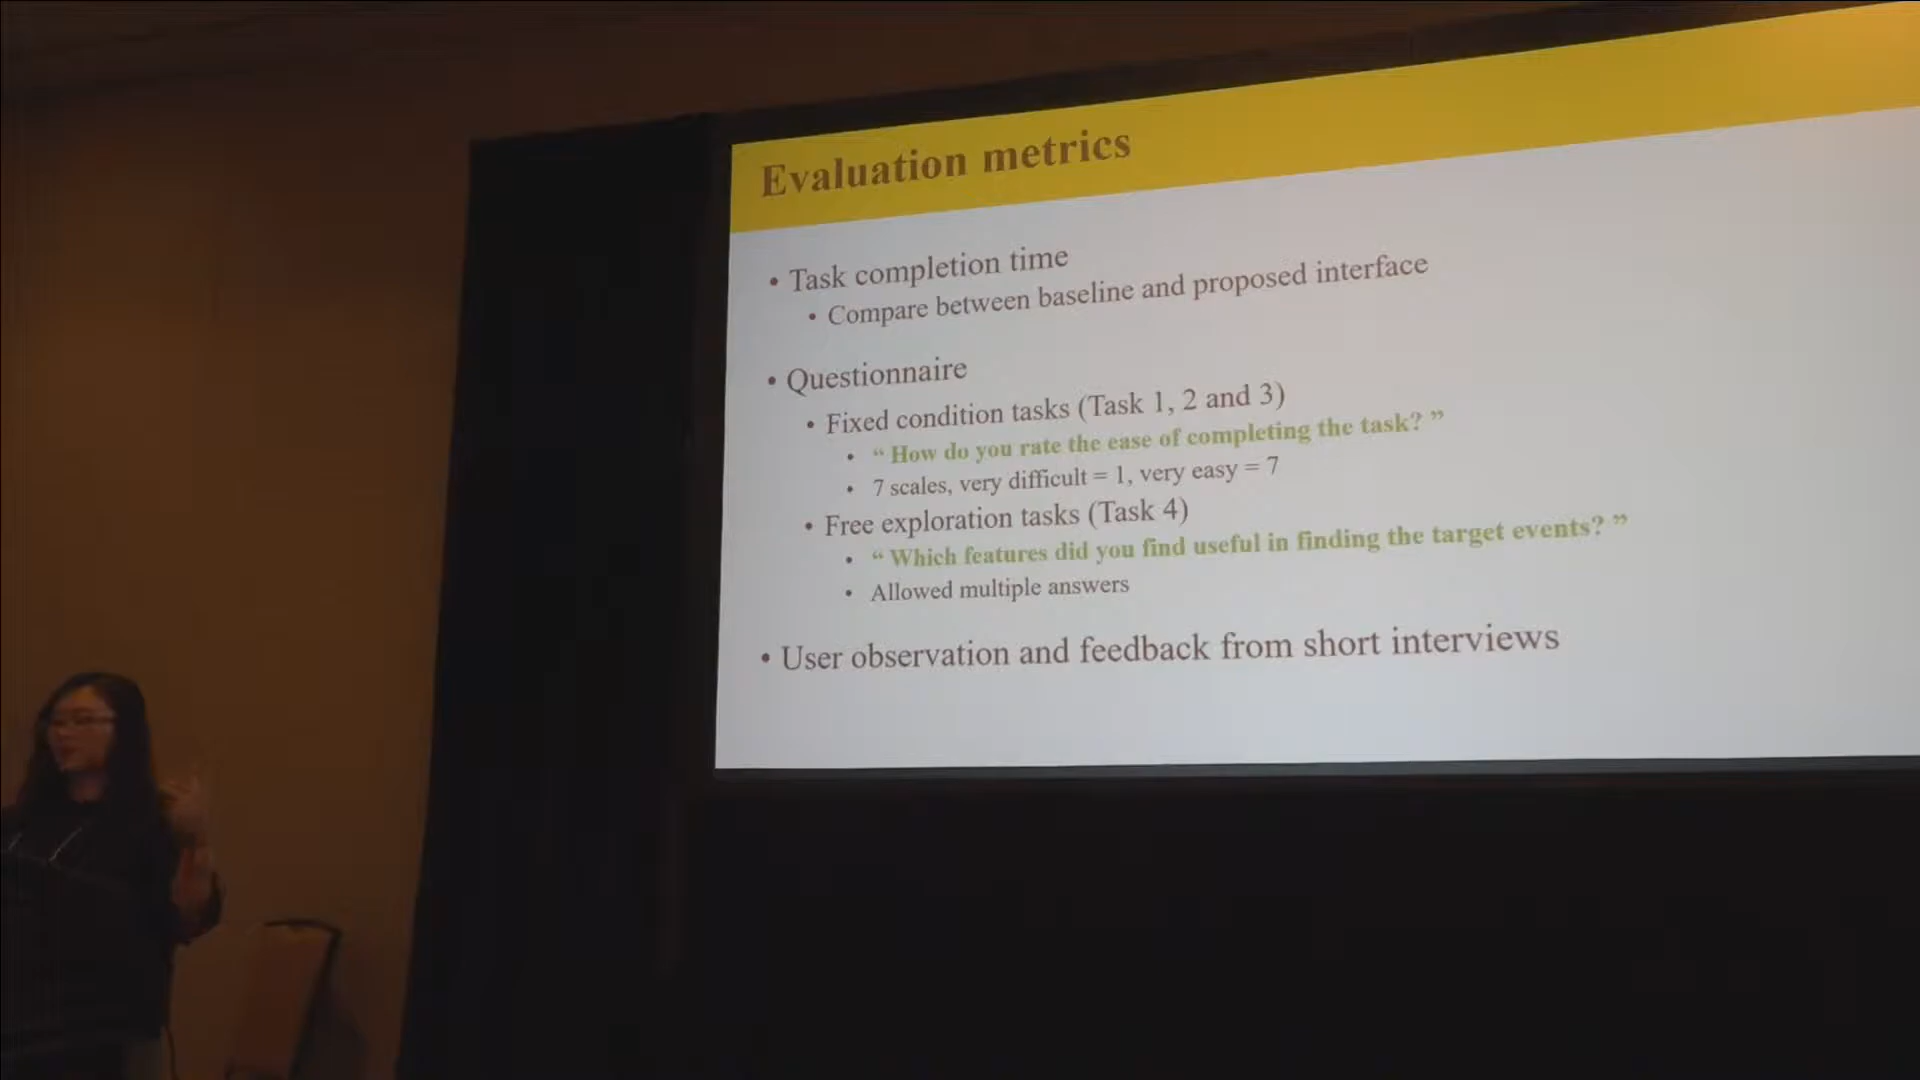 Evaluation metrics
• Task completion time
• Compare between baseline and proposed interface
• Questionnaire
• Fixed condition tasks (Task 1, 2 and 3)
• “ How do you rate the ease of completing the task? ”
• 7 scales, very difficult = 1, very easy = 7
• Free exploration tasks (Task 4)
• “ Which features did you find useful in finding the target events? ”
• Allowed multiple answers
• User observation and feedback from short interviews